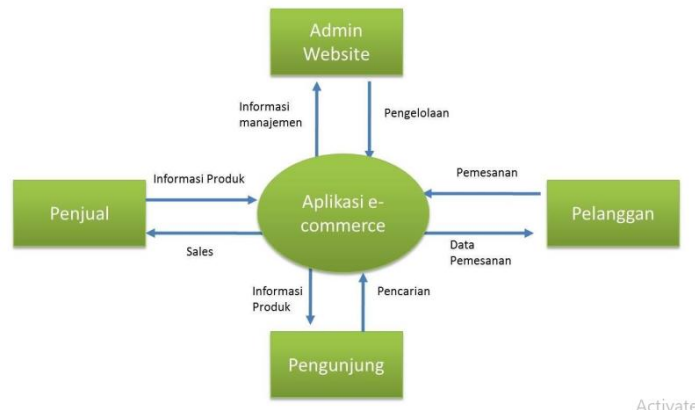 Admin
Website
Informasi
manajemen
Pengelolaan
Informasi Produk
Pemesanan
Penjual
Aplikasi e-
commerce
Pelanggan
Sales
Data
Pemesanan
Informasi
Produk
Pencarian
Pengunjung
Activate